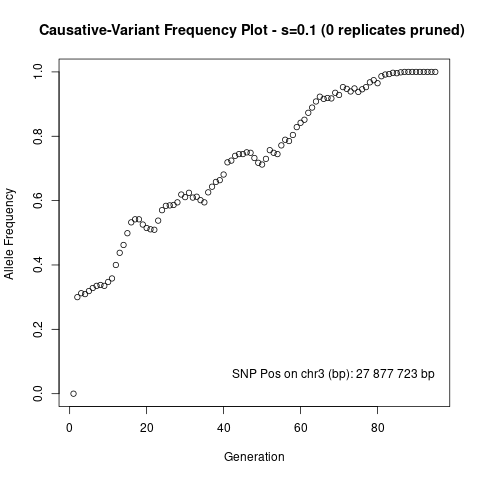 Causative-Variant Frequency Plot - s=0.1 (0 replicates pruned)
1.0
0.8
0.6
0.4
0.2
0.0
Allele Frequency
SNP Pos on chr3 (bp): 27 877 723 bp
0 20 40 60 80
Generation